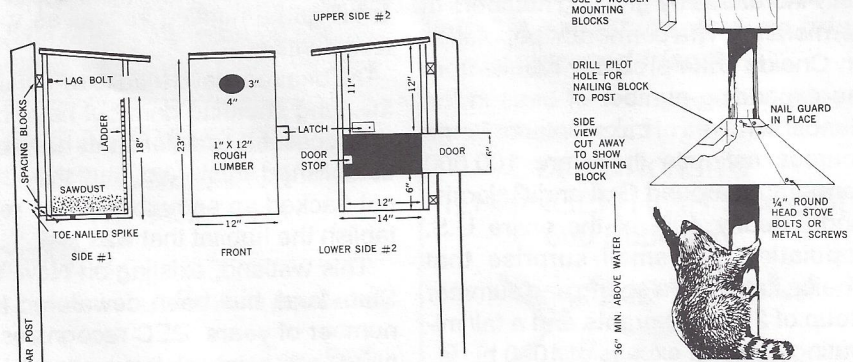 UPPER SIDE #2
MOUNTING
BLOCKS
LAG BOLT
SPACING BLOCKS
LADDER
18"
SAWDUST
TOE-NAILED SPIKE
SIDE #1
23"
3"
4"
1" X 12"
ROUGH
LUMBER
12"
FRONT
LATCH
DOOR
STOP
11"
12"
DOOR
6"
6"
12"
14"
LOWER SIDE #2
DRILL PILOT
HOLE FOR
NAILING BLOCK
TO POST
SIDE
VIEW
CUT AWAY
TO SHOW
MOUNTING
BLOCK
NAIL GUARD
IN PLACE
¼" ROUND
HEAD STOVE
BOLTS OR
METAL SCREWS
36" MIN. ABOVE WATER
AR POST